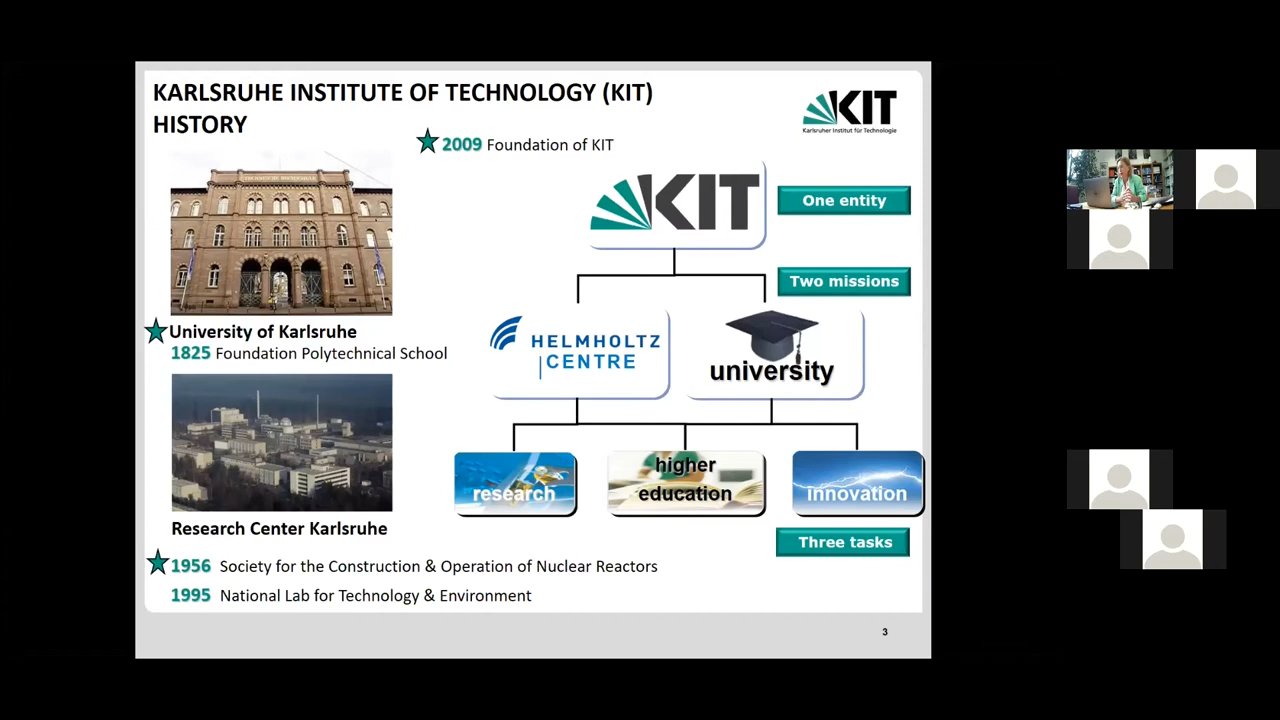 KARLSRUHE INSTITUTE OF TECHNOLOGY (KIT)
HISTORY
KIT
Karlsruher Institut für Technologie
2009 Foundation of KIT
TECHNISCHE HOCHSCHULE
KIT
One entity
Two missions
University of Karlsruhe
1825 Foundation Polytechnical School
HELMHOLTZ
CENTRE
university
research
higher
education
innovation
Research Center Karlsruhe
Three tasks
1956 Society for the Construction & Operation of Nuclear Reactors
1995 National Lab for Technology & Environment
3